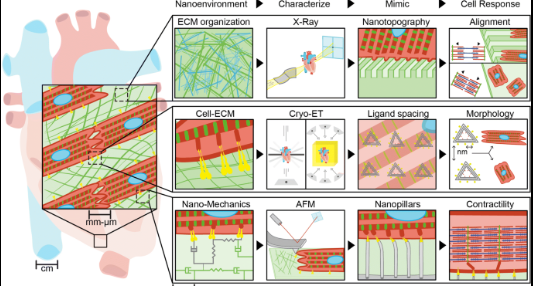 Nanoenvironment Characterize Mimic Cell Response
ECM organization X-Ray Nanotopography Alignment
Cell-ECM Cryo-ET Ligand spacing Morphology
nm
Nano-Mechanics AFM Nanopillars Contractility
mm-μm
cm